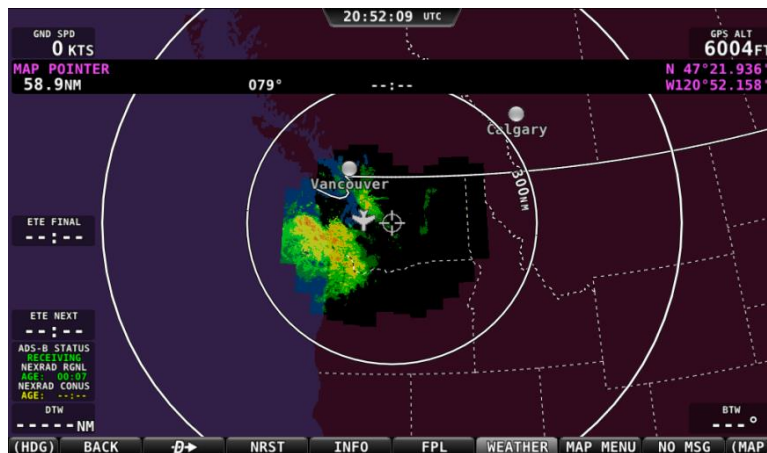 20:52:09 UTC
GND SPD
0 KTS
GPS ALT
6004FT
MAP POINTER
58.9NM
079°
--:--
N 47°21.936'
W120°52.158'
Calgary
Vancouver
300NM
ETE FINAL
--:--
ETE NEXT
--:--
ADS-B STATUS
RECEIVING
NEXRAD RGNL
AGE: 00:07
NEXRAD CONUS
AGE: --:--
DTW
-----NM
BTW
---°
(HDG)
BACK
D
NRST
INFO
FPL
WEATHER
MAP MENU
NO MSG
(MAP